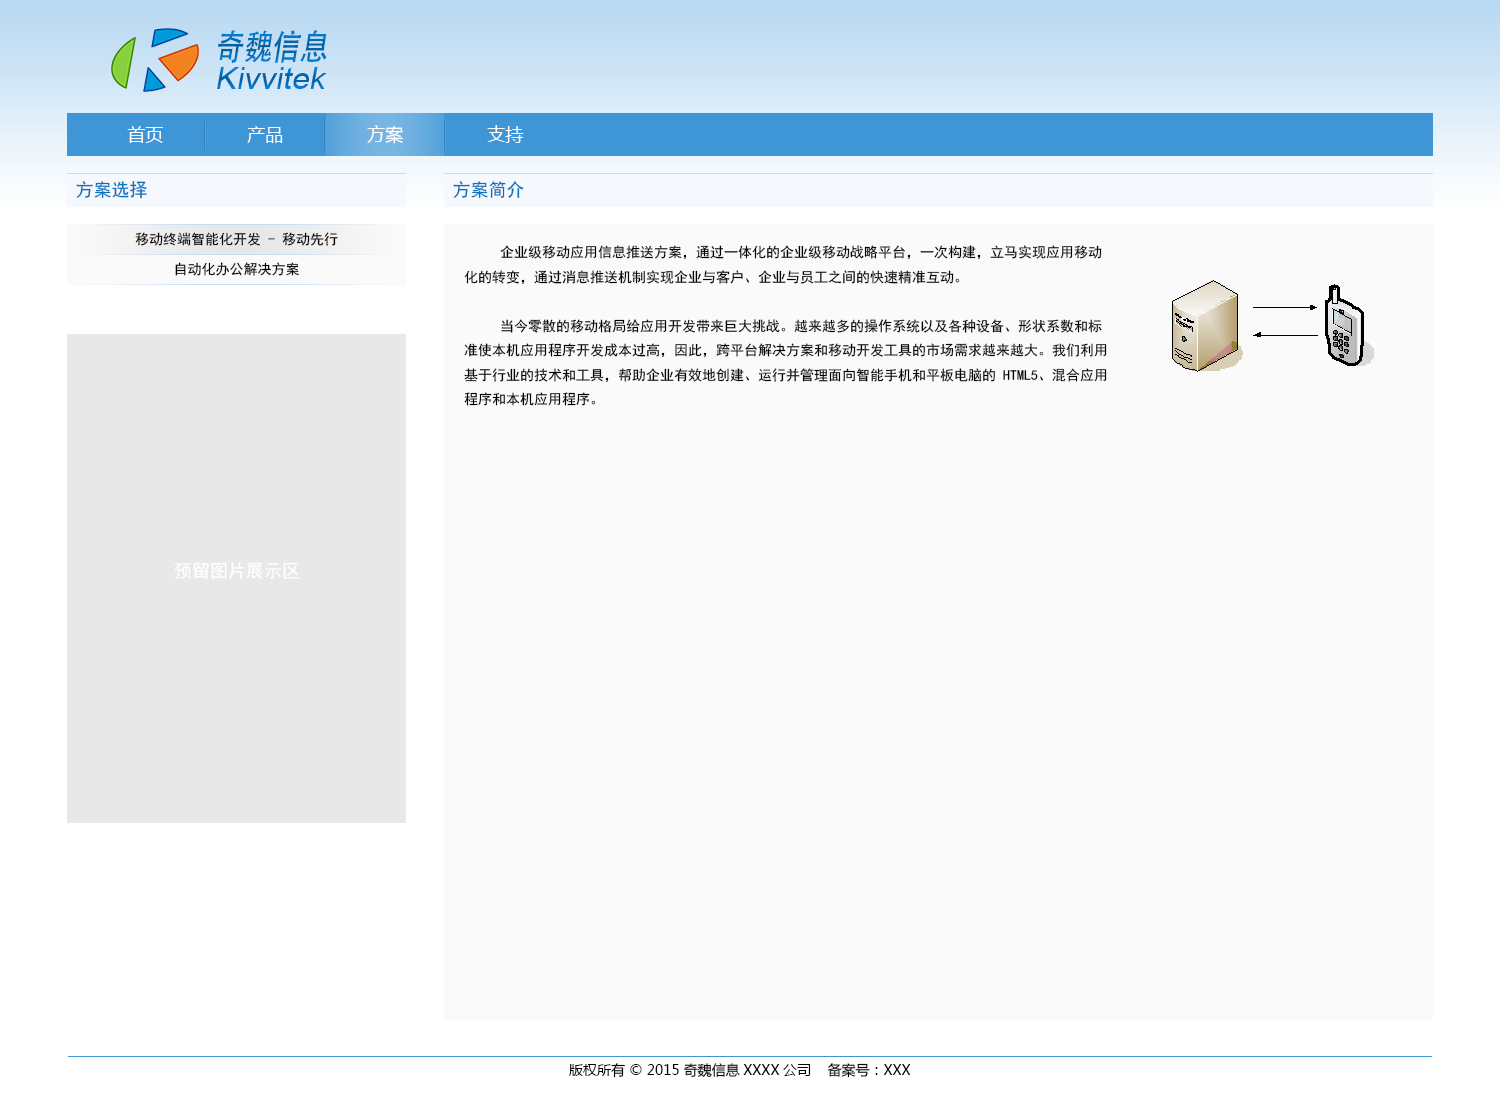 奇魏信息
Kivvitek
首页 产品 方案 支持
方案选择
移动终端智能化开发 - 移动先行
自动化办公解决方案
预留图片展示区
方案简介
企业级移动应用信息推送方案，通过一体化的企业级移动战略平台，一次构建，立马实现应用移动
化的转变，通过消息推送机制实现企业与客户、企业与员工之间的快速精准互动。
当今零散的移动格局给应用开发带来巨大挑战。越来越多的操作系统以及各种设备、形状系数和标
准使本机应用程序开发成本过高，因此，跨平台解决方案和移动开发工具的市场需求越来越大。我们利用
基于行业的技术和工具，帮助企业有效地创建、运行并管理面向智能手机和平板电脑的 HTML5、混合应用
程序和本机应用程序。
版权所有 © 2015 奇魏信息 XXXX 公司 备案号：XXX